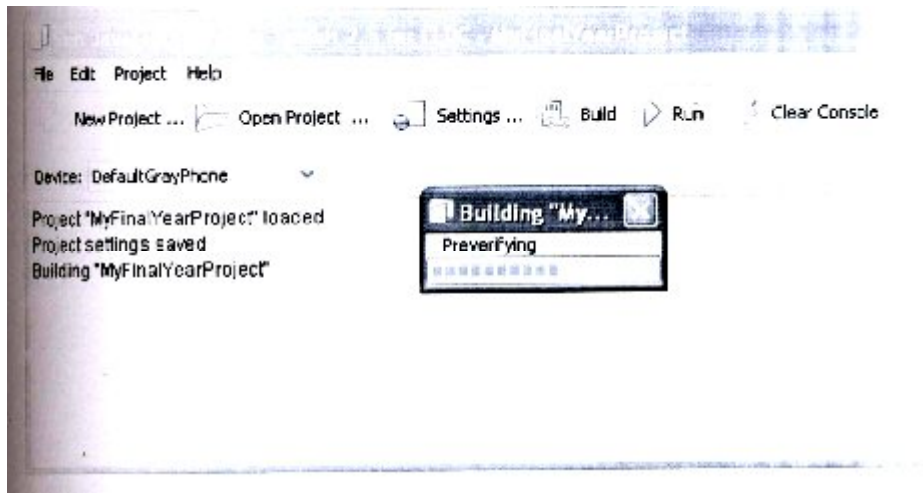 File Edit Project Help
New Project ... Open Project ... Settings ... Build Run Clear Console
Device: DefaultGrayPhone
Project "MyFinalYearProject" loaded
Project settings saved
Building "MyFinalYearProject"
Building "My...
Preverifying